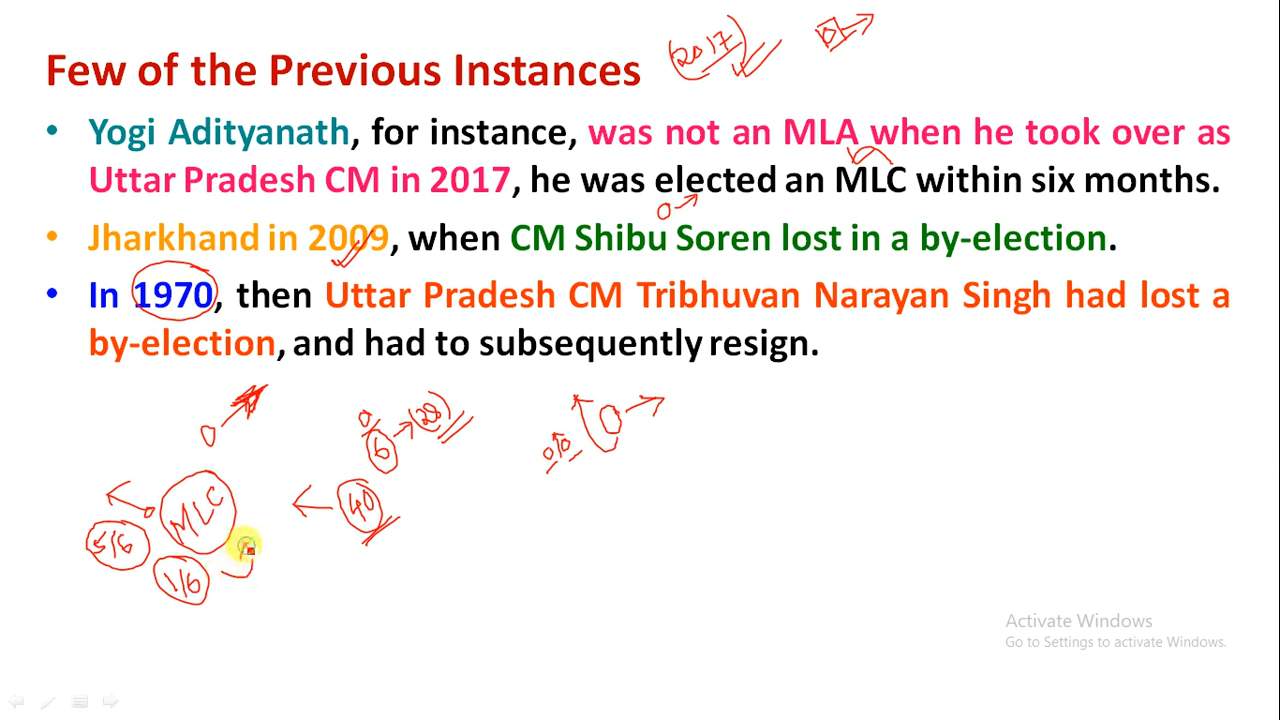 Few of the Previous Instances (2017)
• Yogi Adityanath, for instance, was not an MLA when he took over as
Uttar Pradesh CM in 2017, he was elected an MLC within six months.
• Jharkhand in 2009, when CM Shibu Soren lost in a by-election.
• In 1970, then Uttar Pradesh CM Tribhuvan Narayan Singh had lost a
by-election, and had to subsequently resign.
6
MLC
40
5/6
1/6
Activate Windows
Go to Settings to activate Windows.